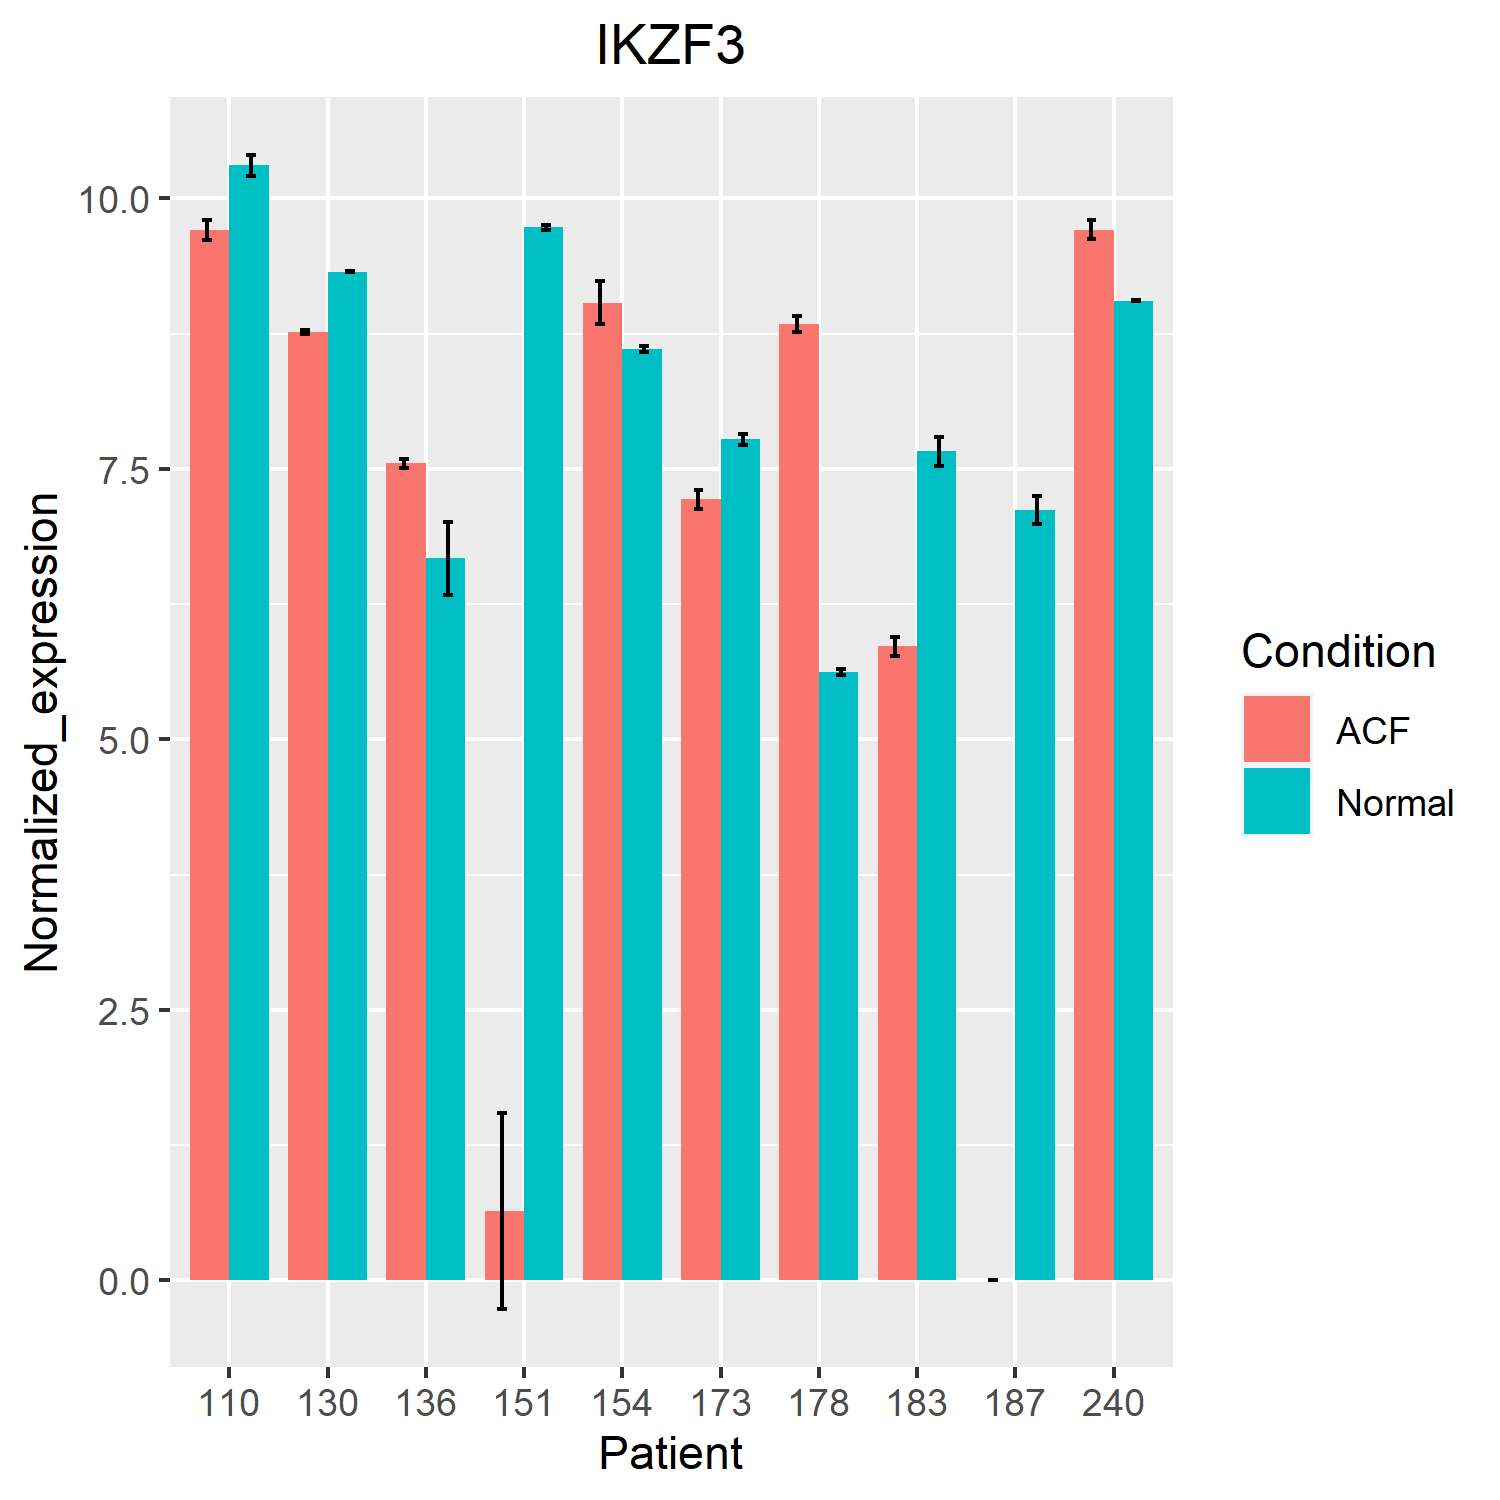 IKZF3
10.0
7.5
5.0
2.5
0.0
Normalized_expression
110 130 136 151 154 173 178 183 187 240
Patient
Condition
ACF
Normal